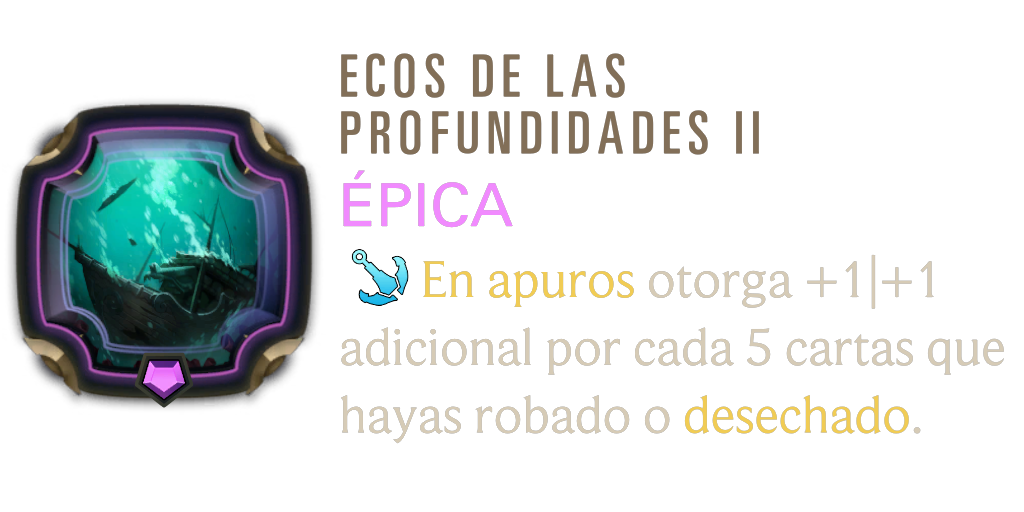 ECOS DE LAS
PROFUNDIDADES II
ÉPICA
En apuros otorga +1|+1
adicional por cada 5 cartas que
hayas robado o desechado.